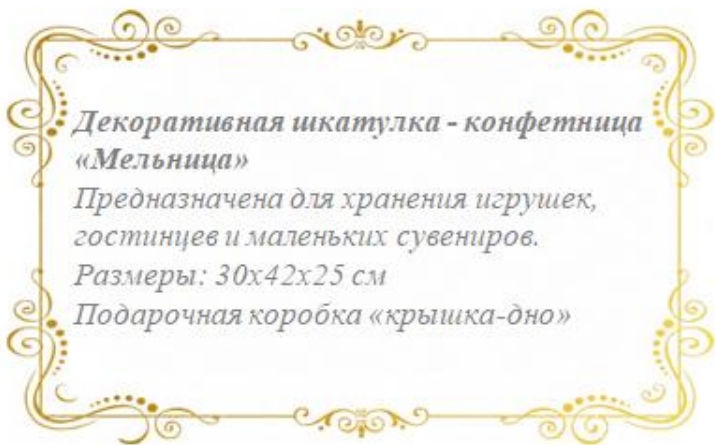 Декоративная шкатулка - конфетница
«Мельница»
Предназначена для хранения игрушек,
гостинцев и маленьких сувениров.
Размеры: 30х42х25 см
Подарочная коробка «крышка-дно»